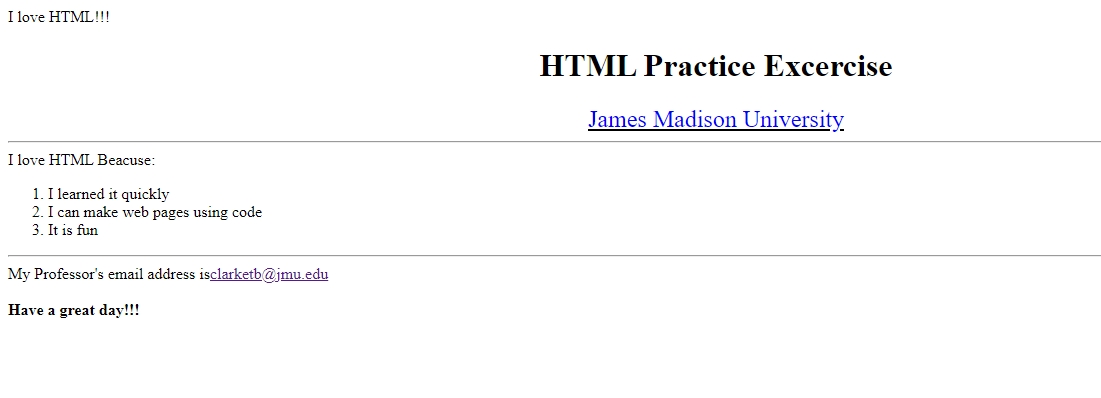 I love HTML!!!
HTML Practice Excercise
James Madison University
I love HTML Beacuse:
1. I learned it quickly
2. I can make web pages using code
3. It is fun
My Professor's email address isclarketb@jmu.edu
Have a great day!!!